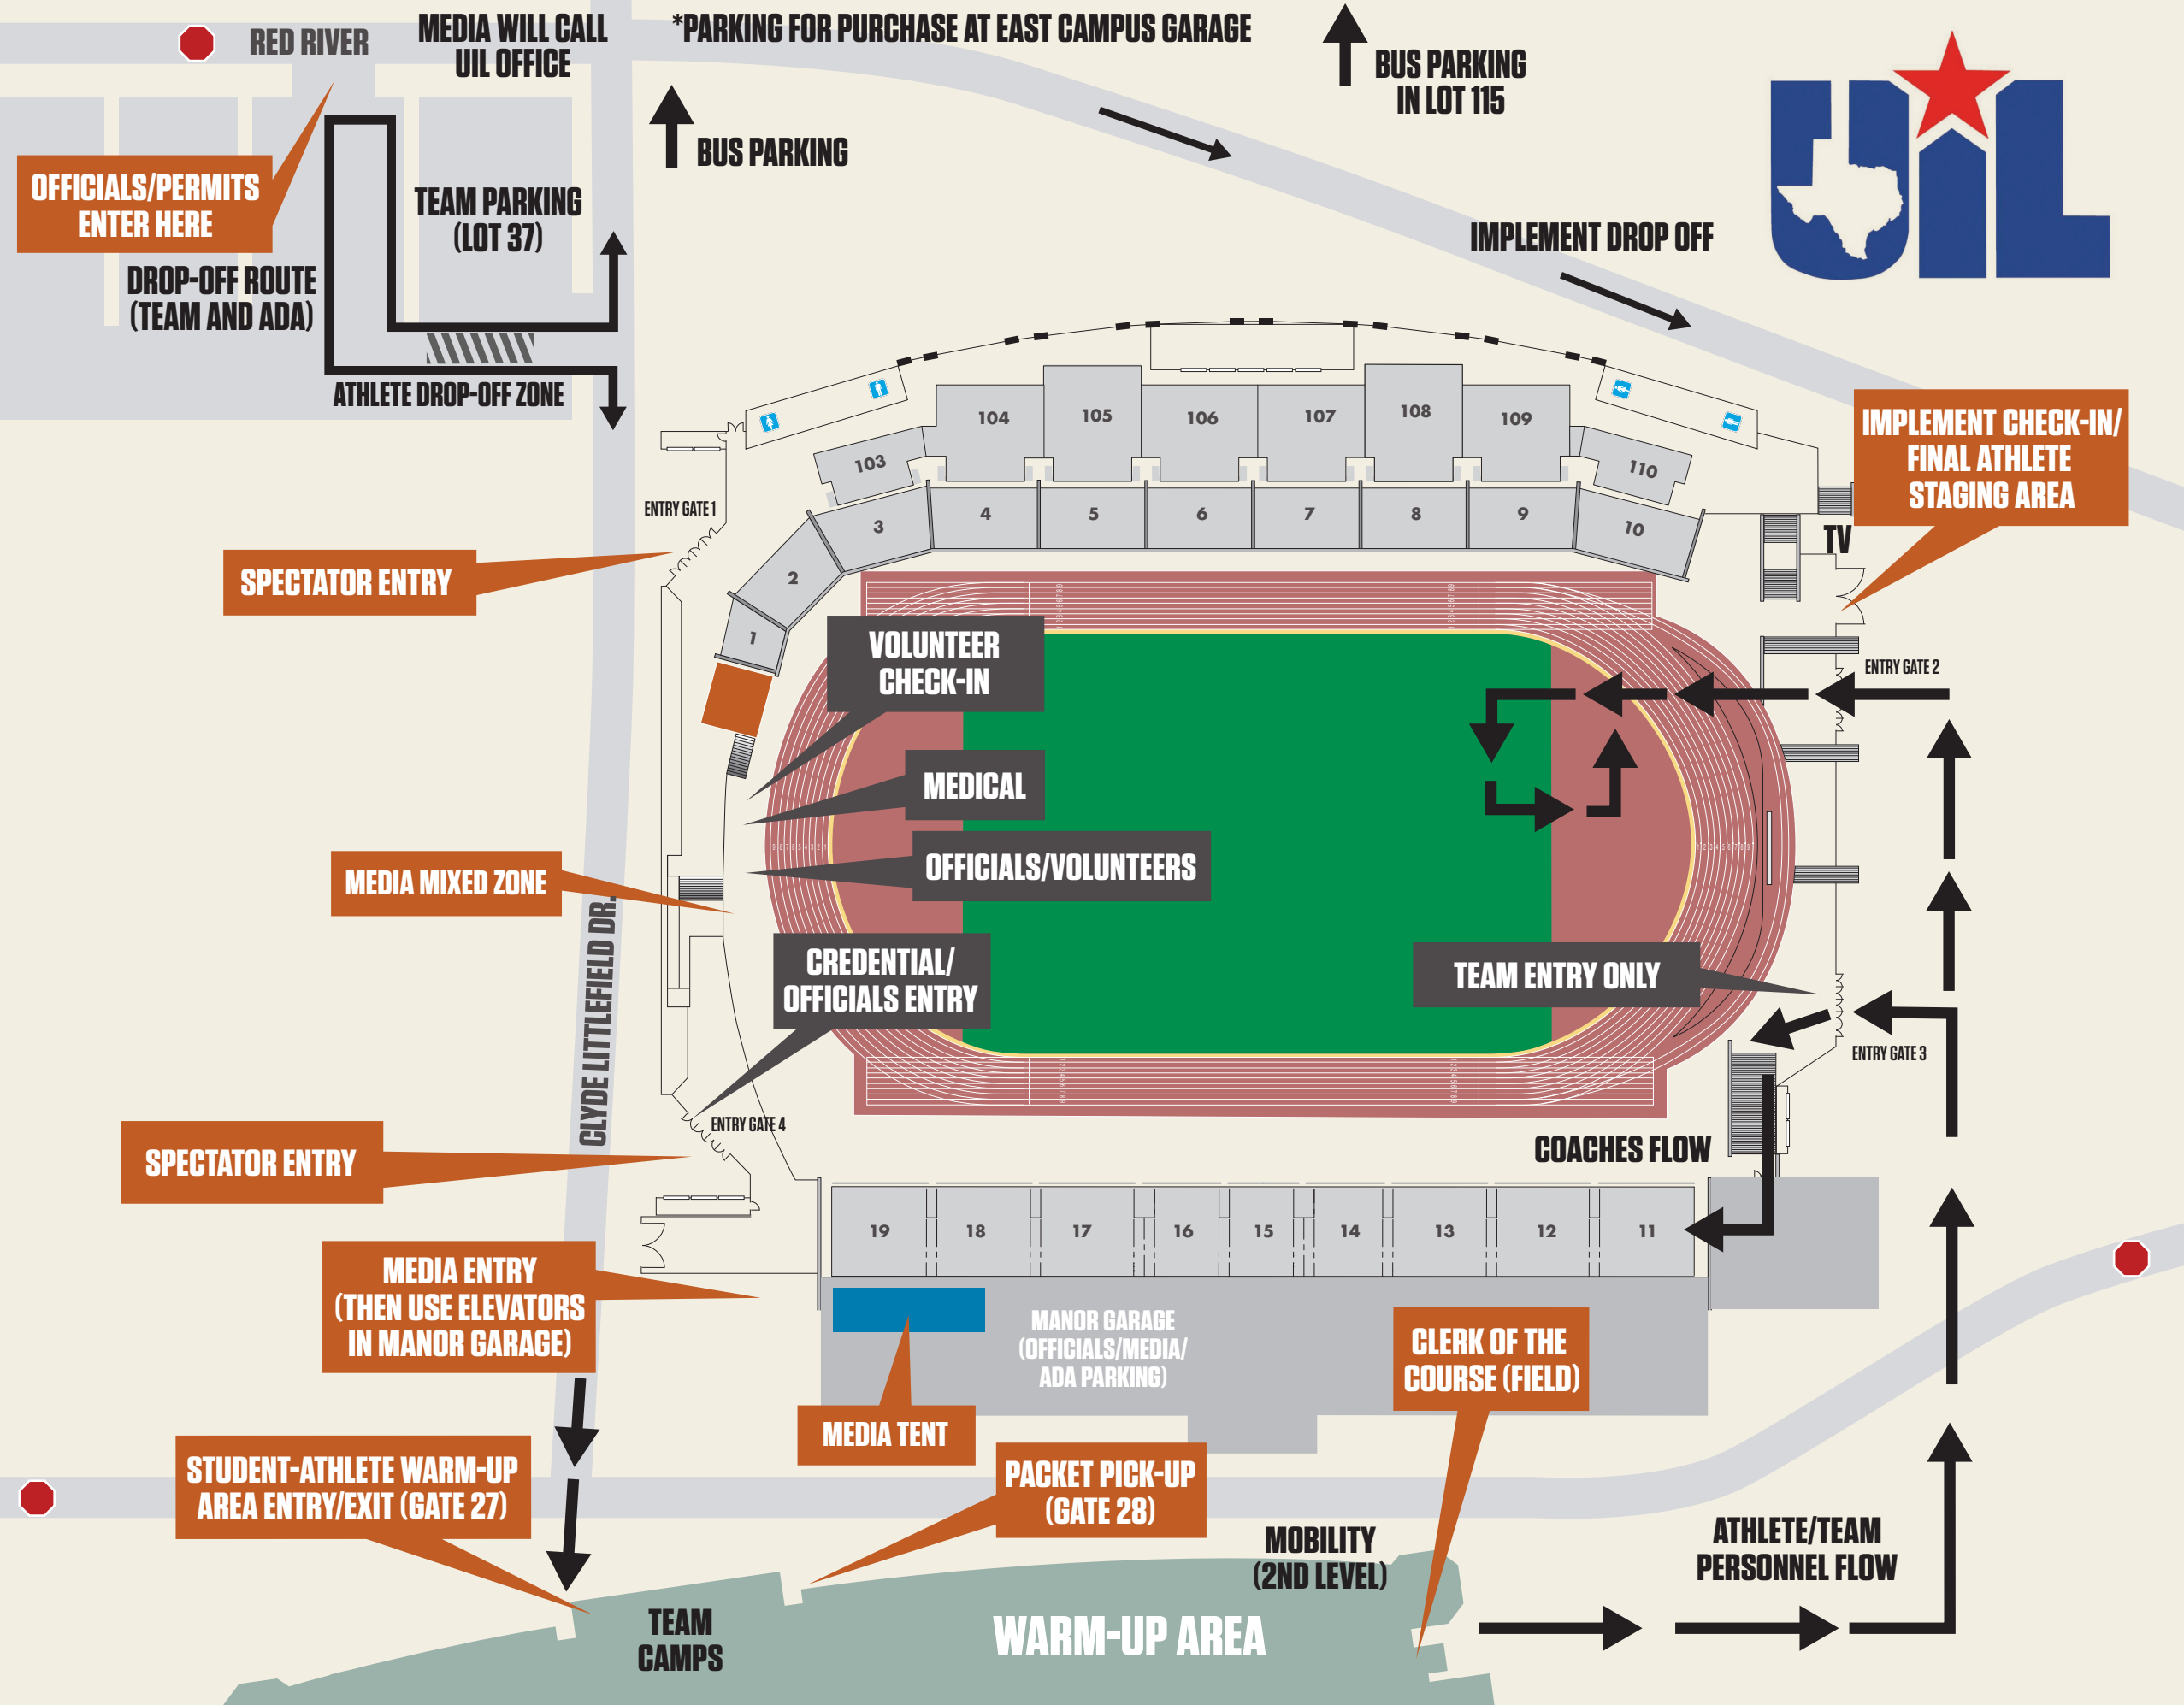 RED RIVER
MEDIA WILL CALL
UIL OFFICE
*PARKING FOR PURCHASE AT EAST CAMPUS GARAGE
BUS PARKING
IN LOT 115
UIL
BUS PARKING
OFFICIALS/PERMITS
ENTER HERE
TEAM PARKING
(LOT 37)
DROP-OFF ROUTE
(TEAM AND ADA)
ATHLETE DROP-OFF ZONE
IMPLEMENT DROP OFF
IMPLEMENT CHECK-IN/
FINAL ATHLETE
STAGING AREA
TV
103
104
105
106
107
108
109
110
1
2
3
4
5
6
7
8
9
10
ENTRY GATE 1
SPECTATOR ENTRY
ENTRY GATE 2
VOLUNTEER
CHECK-IN
MEDICAL
OFFICIALS/VOLUNTEERS
MEDIA MIXED ZONE
CLYDE LITTLEFIELD DR.
CREDENTIAL/
OFFICIALS ENTRY
TEAM ENTRY ONLY
ENTRY GATE 3
ENTRY GATE 4
SPECTATOR ENTRY
COACHES FLOW
19
18
17
16
15
14
13
12
11
MEDIA ENTRY
(THEN USE ELEVATORS
IN MANOR GARAGE)
MANOR GARAGE
(OFFICIALS/MEDIA/
ADA PARKING)
CLERK OF THE
COURSE (FIELD)
MEDIA TENT
STUDENT-ATHLETE WARM-UP
AREA ENTRY/EXIT (GATE 27)
PACKET PICK-UP
(GATE 28)
MOBILITY
(2ND LEVEL)
ATHLETE/TEAM
PERSONNEL FLOW
TEAM
CAMPS
WARM-UP AREA